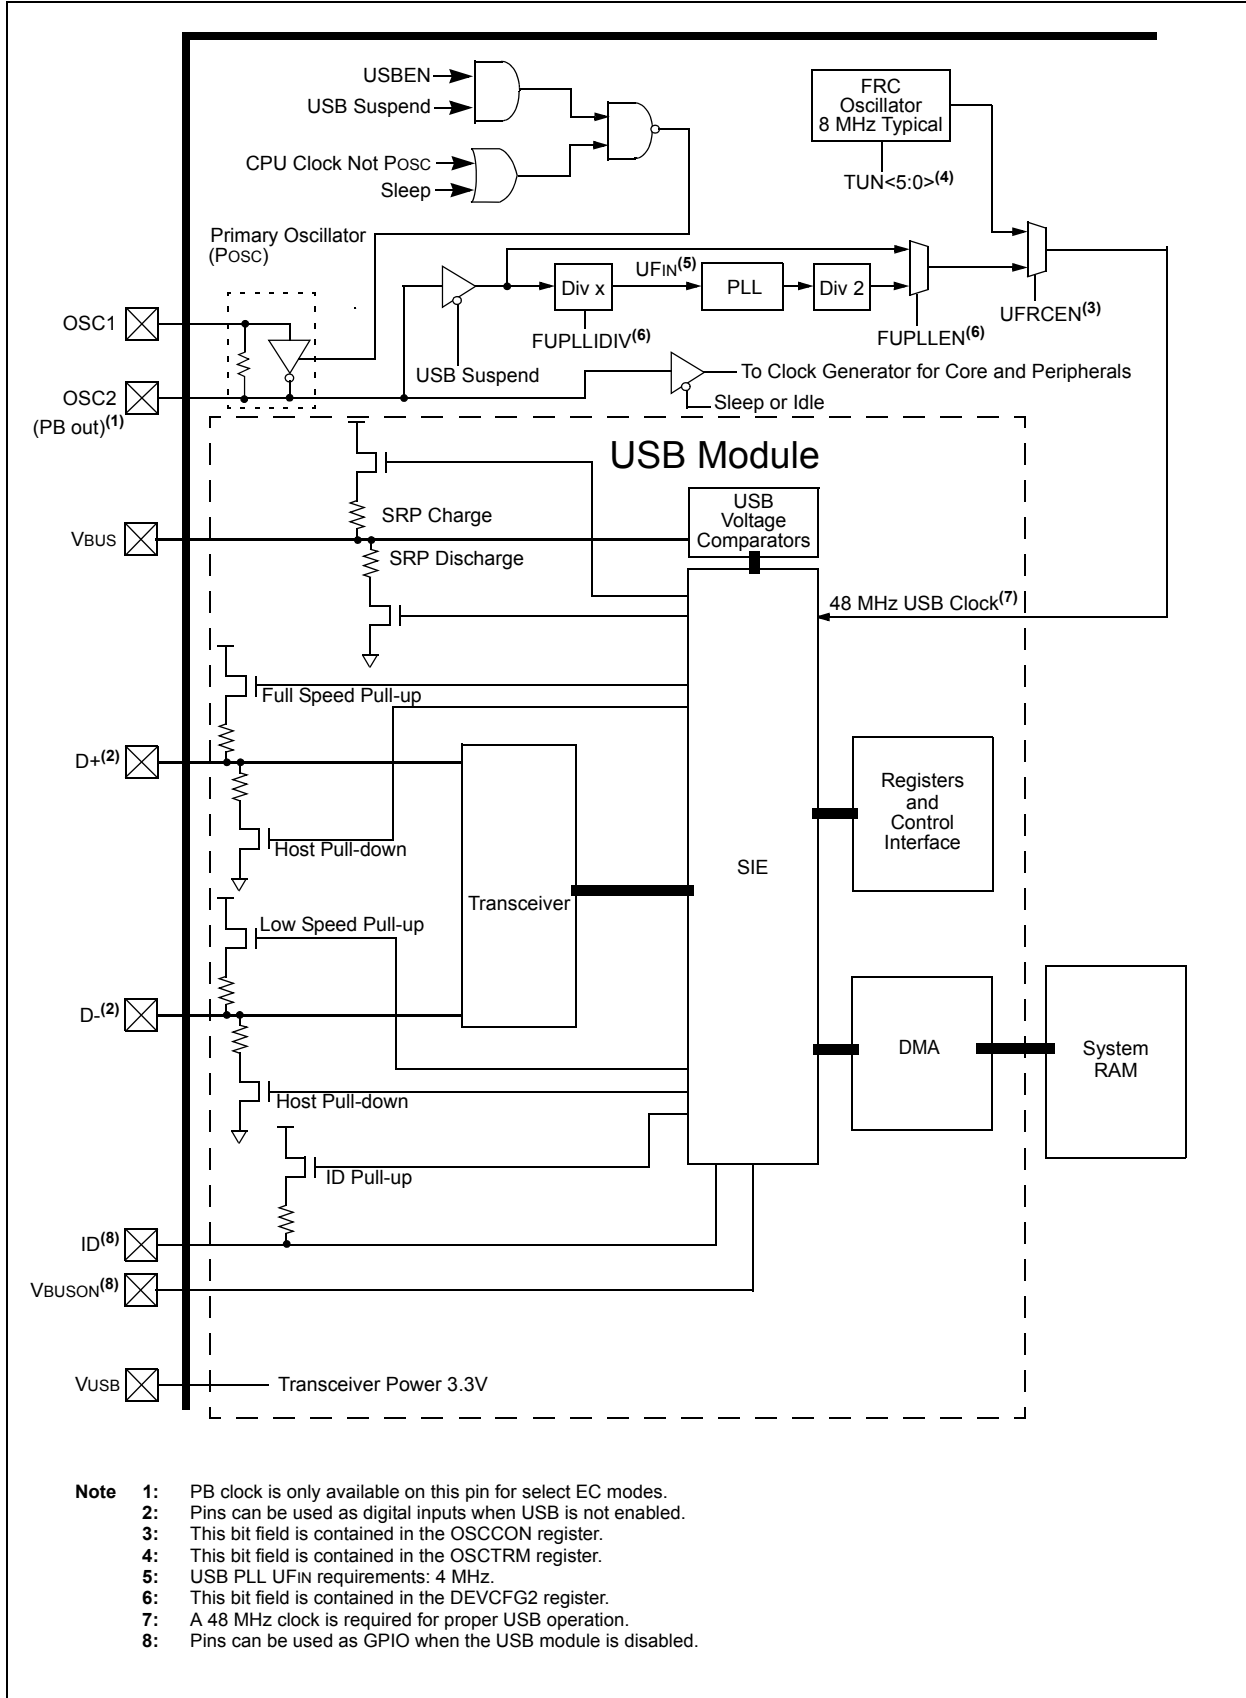 USBEN
USB Suspend
CPU Clock Not POSC
Sleep
FRC
Oscillator
8 MHz Typical
TUN<5:0>(4)
Primary Oscillator
(POSC)
UFIN(5)
Div x
PLL
Div 2
UFRCEN(3)
FUPLLIDIV(6)
FUPLLEN(6)
OSC1
USB Suspend
To Clock Generator for Core and Peripherals
OSC2
(PB out)(1)
Sleep or Idle
USB Module
USB
Voltage
Comparators
SRP Charge
VBUS
SRP Discharge
48 MHz USB Clock(7)
Full Speed Pull-up
D+(2)
Registers
and
Control
Interface
Host Pull-down
SIE
Transceiver
Low Speed Pull-up
D-(2)
DMA
System
RAM
Host Pull-down
ID Pull-up
ID(8)
VBUSON(8)
VUSB
Transceiver Power 3.3V
Note 1: PB clock is only available on this pin for select EC modes.
2: Pins can be used as digital inputs when USB is not enabled.
3: This bit field is contained in the OSCCON register.
4: This bit field is contained in the OSCTRM register.
5: USB PLL UFIN requirements: 4 MHz.
6: This bit field is contained in the DEVCFG2 register.
7: A 48 MHz clock is required for proper USB operation.
8: Pins can be used as GPIO when the USB module is disabled.